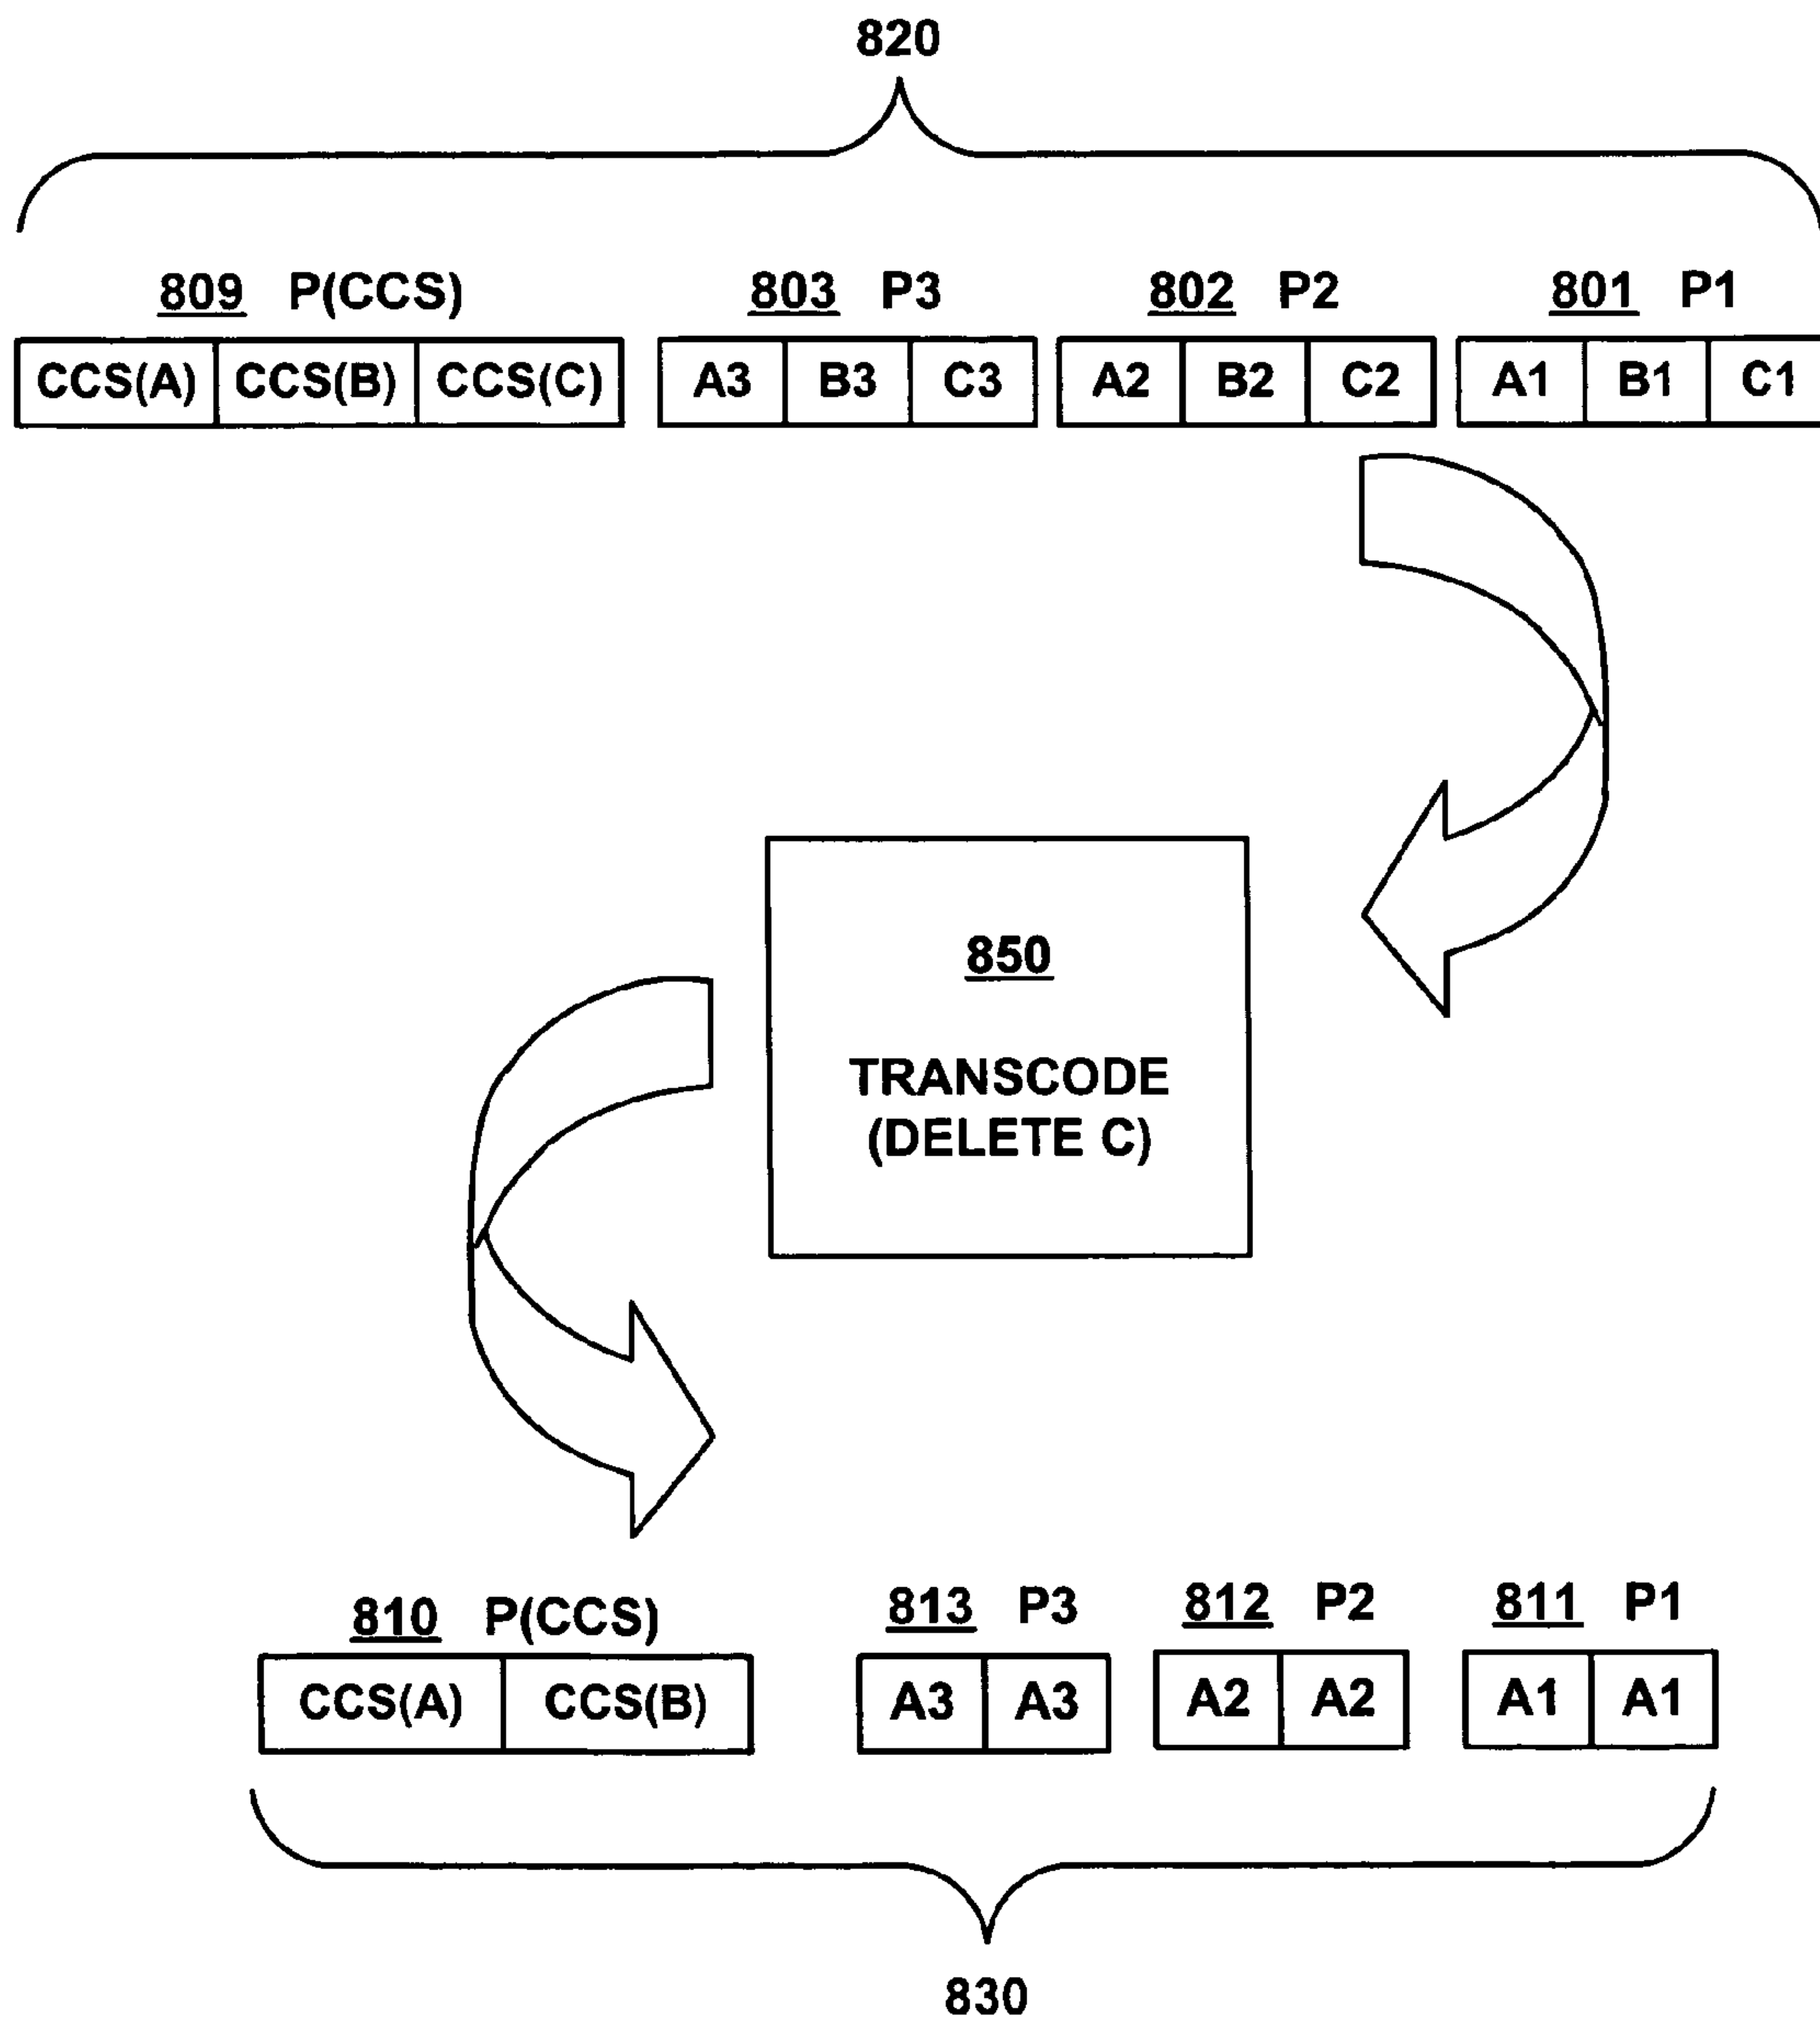 820
809 P(CCS) 803 P3 802 P2 801 P1
CCS(A) CCS(B) CCS(C) A3 B3 C3 A2 B2 C2 A1 B1 C1
850
TRANSCODE
(DELETE C)
810 P(CCS) 813 P3 812 P2 811 P1
CCS(A) CCS(B) A3 A3 A2 A2 A1 A1
830